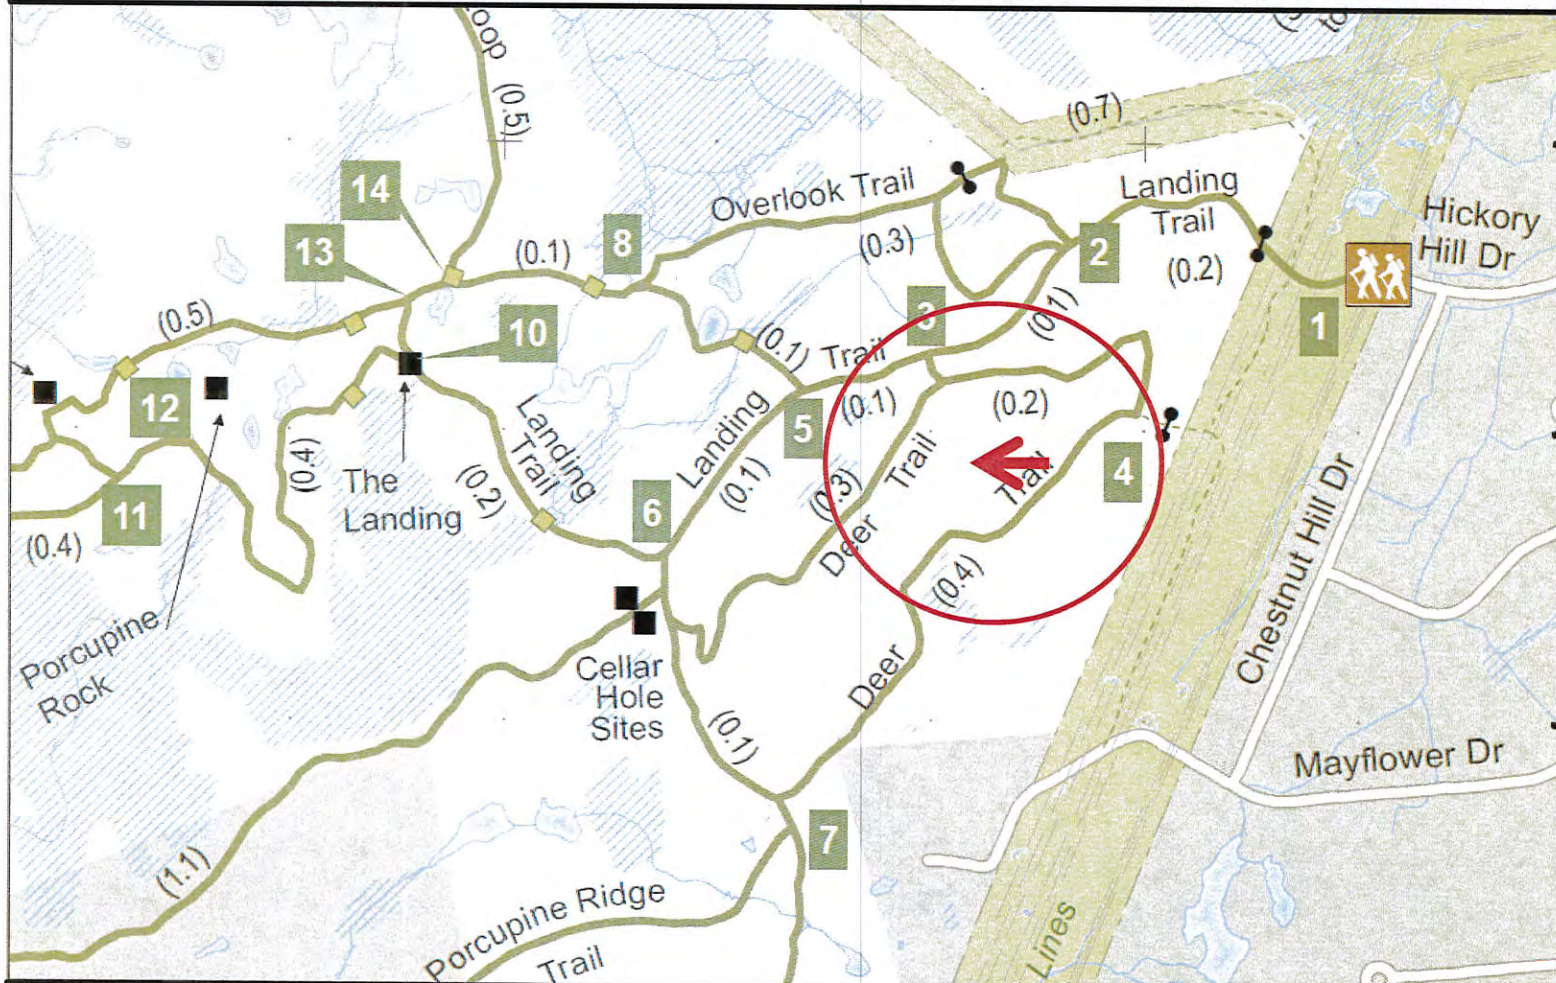 Loop
(0.5)
(0.7)
14
Overlook Trail
Landing
Trail
Hickory
Hill Dr
13
(0.1)
8
(0.3)
2
(0.2)
(0.5)
10
3
(0.1)
1
(0.1)
Trail
12
Landing
Trail
Landing
5
(0.1)
(0.2)
(0.4)
The
Landing
(0.2)
6
(0.1)
(0.3)
Trail
Deer
Trail
4
11
(0.4)
(0.4)
Chestnut Hill Dr
Porcupine
Rock
Cellar
Hole
Sites
Deer
(0.1)
Mayflower Dr
7
(1.1)
Porcupine Ridge
Trail
Lines